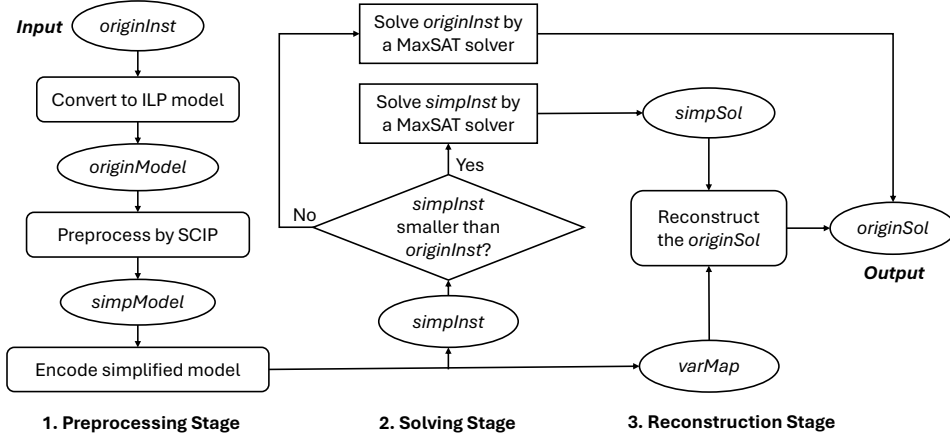 Input
originInst
Convert to ILP model
originModel
Preprocess by SCIP
simpModel
Encode simplified model
1. Preprocessing Stage
Solve originInst by
a MaxSAT solver
Solve simpInst by
a MaxSAT solver
Yes
No
simpInst
smaller than
originInst?
simpInst
2. Solving Stage
simpSol
Reconstruct
the originSol
varMap
3. Reconstruction Stage
originSol
Output